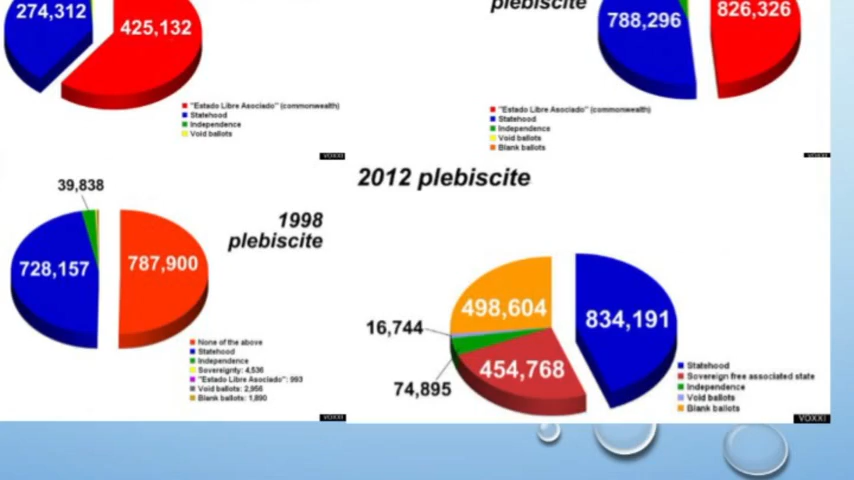 274,312
425,132
"Estado Libre Asociado" (commonwealth)
Statehood
Independence
Void ballots
VOXXI
plebiscite
788,296
826,326
"Estado Libre Asociado" (commonwealth)
Statehood
Independence
Void ballots
Blank ballots
VOXXI
39,838
1998
plebiscite
728,157
787,900
None of the above
Statehood
Independence
Sovereignty: 4,536
"Estado Libre Asociado": 993
Void ballots: 2,956
Blank ballots: 1,890
VOXXI
2012 plebiscite
498,604
834,191
16,744
454,768
74,895
Statehood
Sovereign free associated state
Independence
Void ballots
Blank ballots
VOXXI